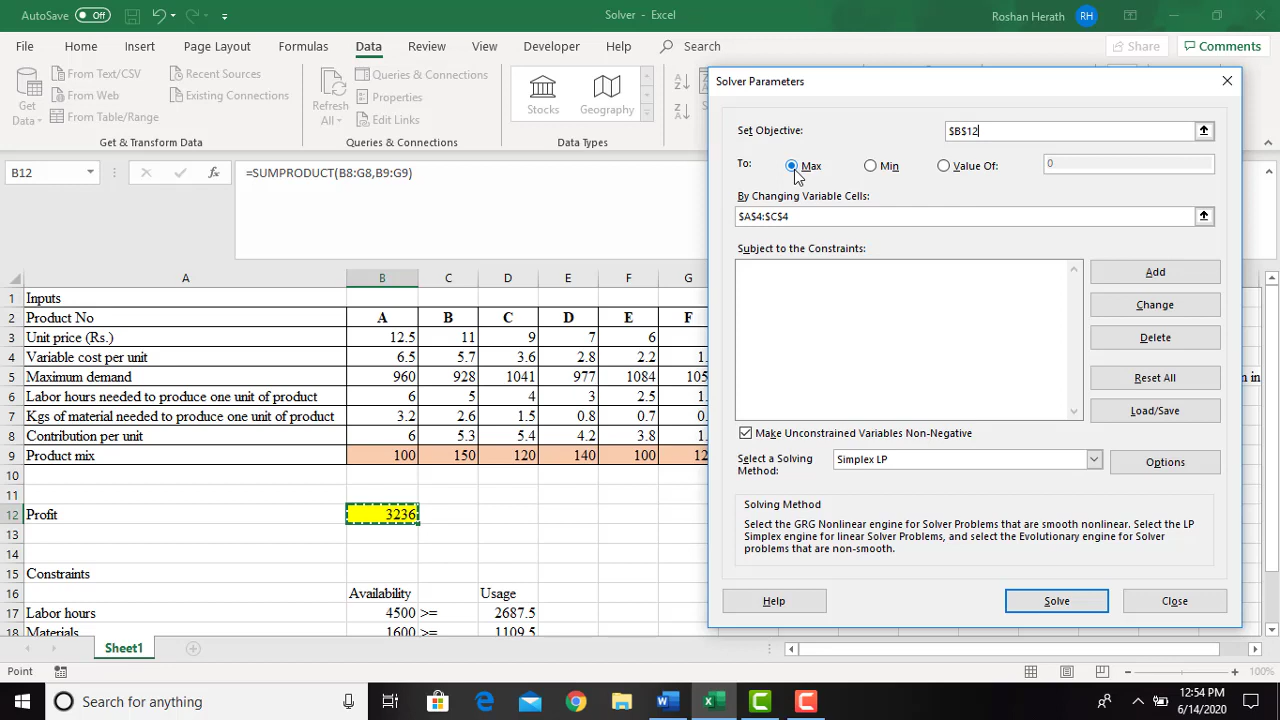 AutoSave Off
Solver - Excel
Roshan Herath RH
File Home Insert Page Layout Formulas Data Review View Developer Help Search Share Comments
Get Data
From Text/CSV
From Web
From Table/Range
Recent Sources
Existing Connections
Get & Transform Data
Refresh All
Queries & Connections
Properties
Edit Links
Queries & Connections
Stocks
Geography
Data Types
B12 fx =SUMPRODUCT(B8:G8,B9:G9)
A B C D E F G
1 Inputs
2 Product No A B C D E F
3 Unit price (Rs.) 12.5 11 9 7 6
4 Variable cost per unit 6.5 5.7 3.6 2.8 2.2 1.
5 Maximum demand 960 928 1041 977 1084 105
6 Labor hours needed to produce one unit of product 6 5 4 3 2.5 1.
7 Kgs of material needed to produce one unit of product 3.2 2.6 1.5 0.8 0.7 0.
8 Contribution per unit 6 5.3 5.4 4.2 3.8 1.
9 Product mix 100 150 120 140 100 12
10
11
12 Profit 3236
13
14
15 Constraints
16 Availability Usage
17 Labor hours 4500 >= 2687.5
18 Materials 1600 >= 1109.5
m in
Sheet1
Point
100%
Solver Parameters
Set Objective: $B$12
To: Max Min Value Of: 0
By Changing Variable Cells:
$A$4:$C$4
Subject to the Constraints:
Add
Change
Delete
Reset All
Load/Save
Make Unconstrained Variables Non-Negative
Select a Solving Method: Simplex LP Options
Solving Method
Select the GRG Nonlinear engine for Solver Problems that are smooth nonlinear. Select the LP
Simplex engine for linear Solver Problems, and select the Evolutionary engine for Solver
problems that are non-smooth.
Help Solve Close
Search for anything
12:54 PM
6/14/2020